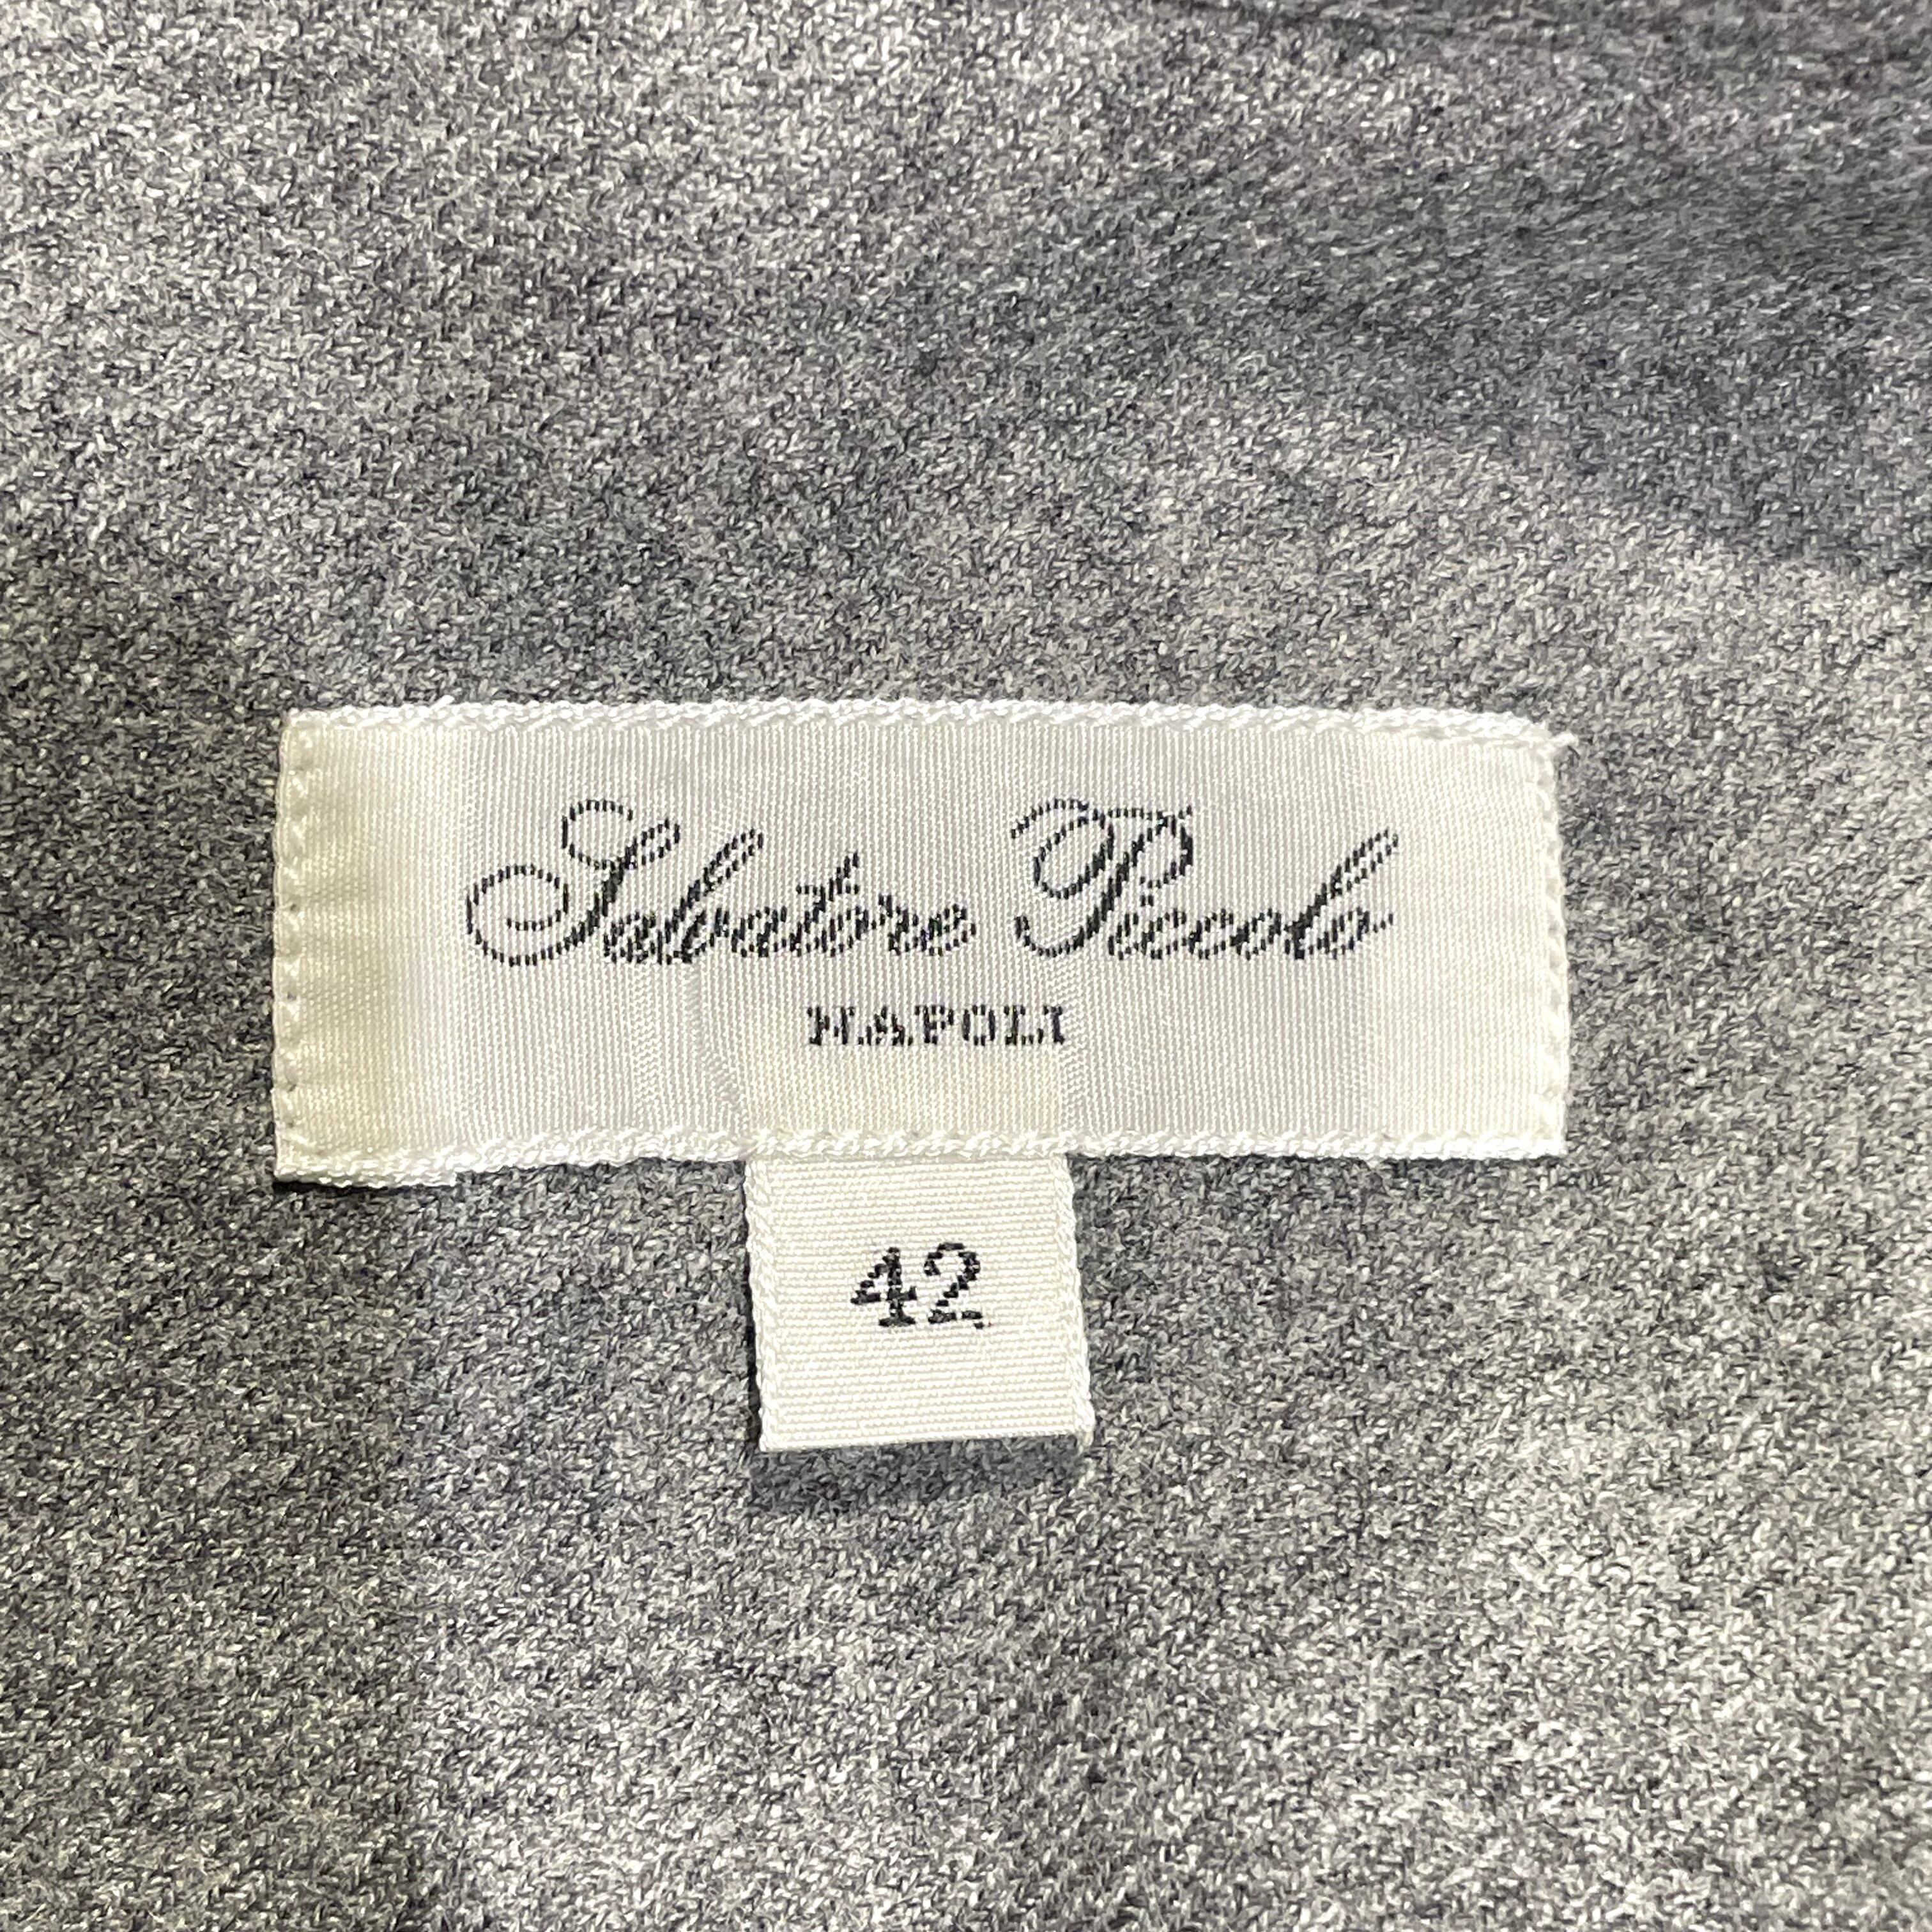 Salvatore Piccolo
NAPOLI
42